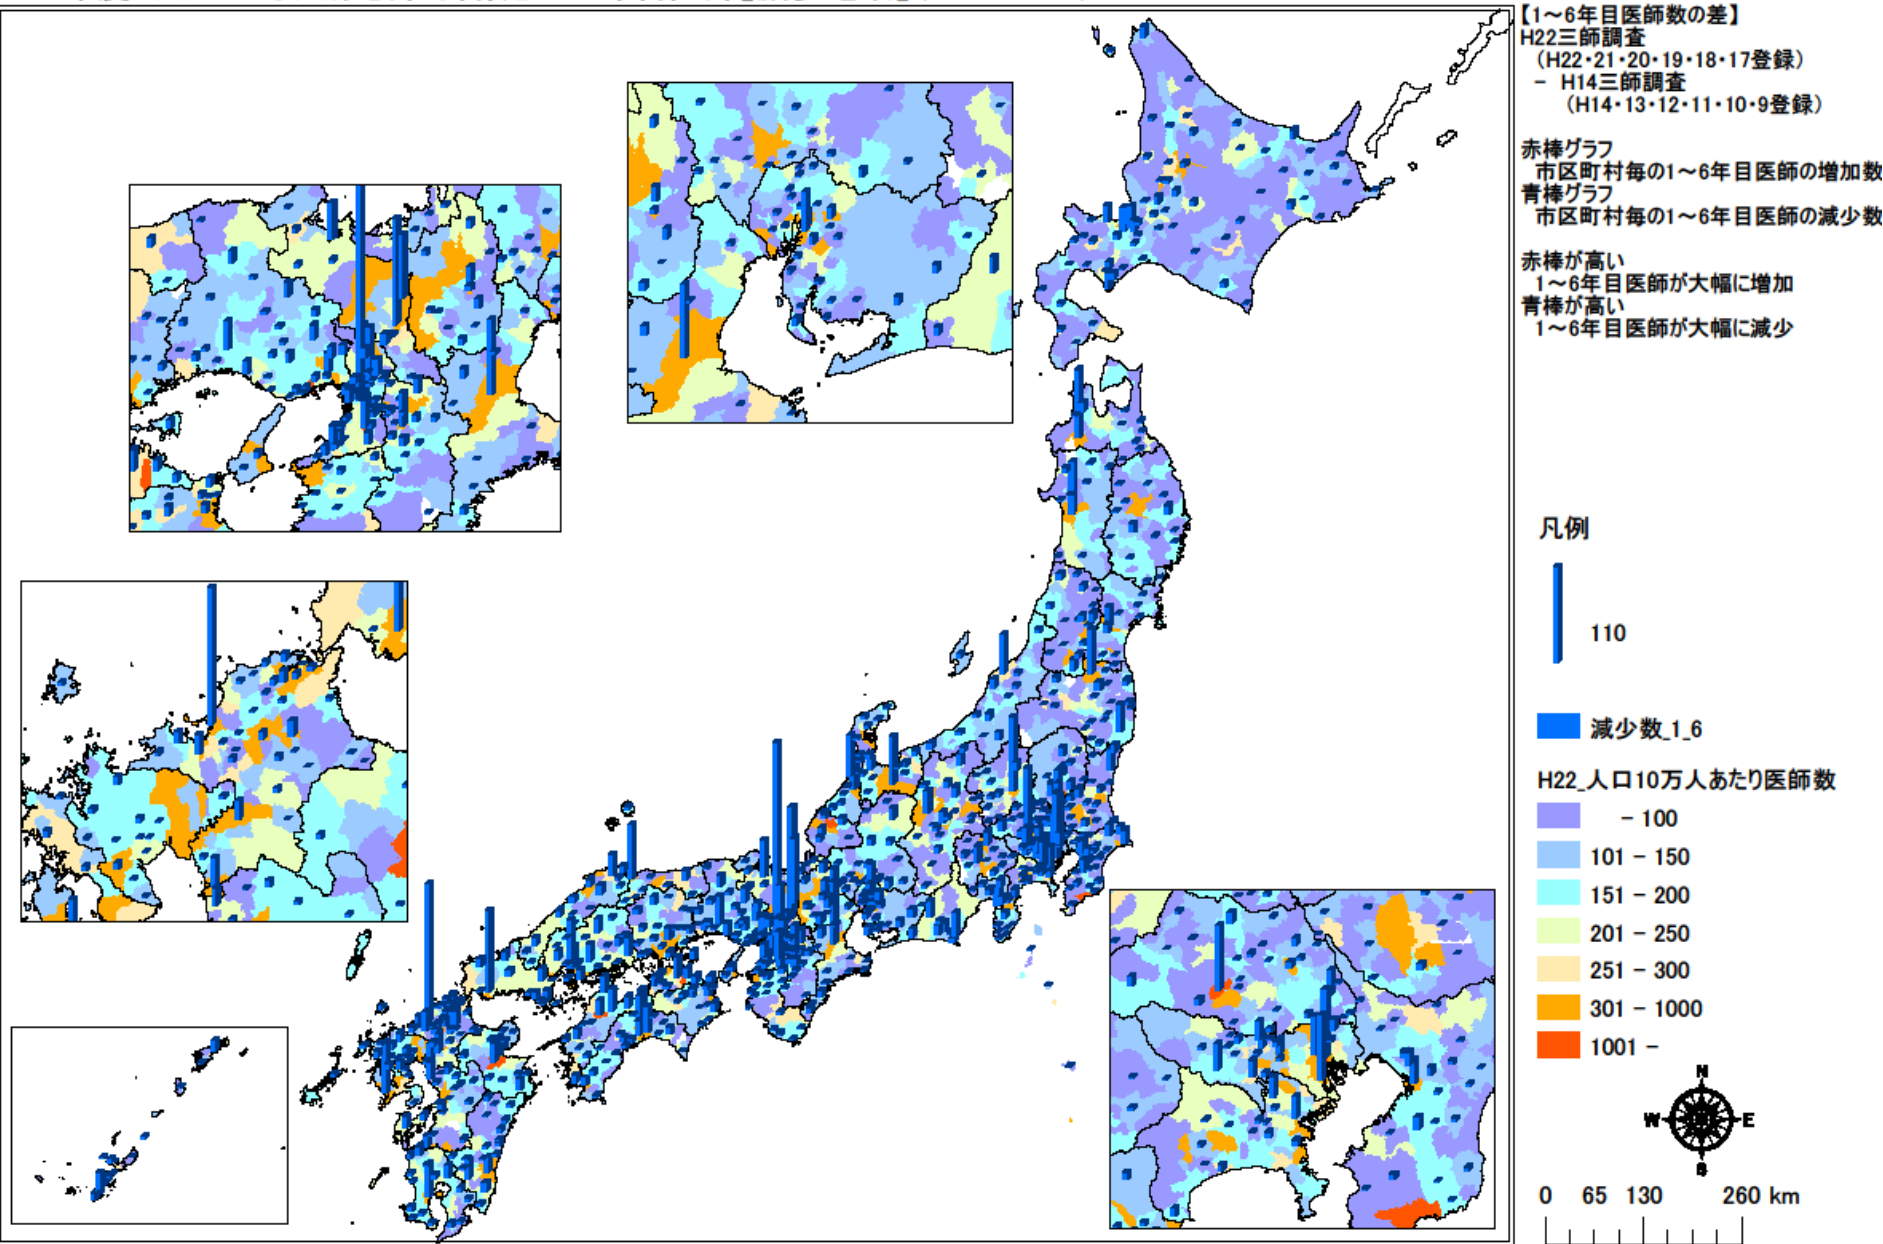 【1～6年目医師数の差】
H22三師調査
（H22・21・20・19・18・17登録）
－ H14三師調査
（H14・13・12・11・10・9登録）
赤棒グラフ
市区町村毎の1～6年目医師の増加数
青棒グラフ
市区町村毎の1～6年目医師の減少数
赤棒が高い
1～6年目医師が大幅に増加
青棒が高い
1～6年目医師が大幅に減少
凡例
110
減少数_1_6
H22_人口10万人あたり医師数
－ 100
101 － 150
151 － 200
201 － 250
251 － 300
301 － 1000
1001 －
N
W E
S
0 65 130 260 km